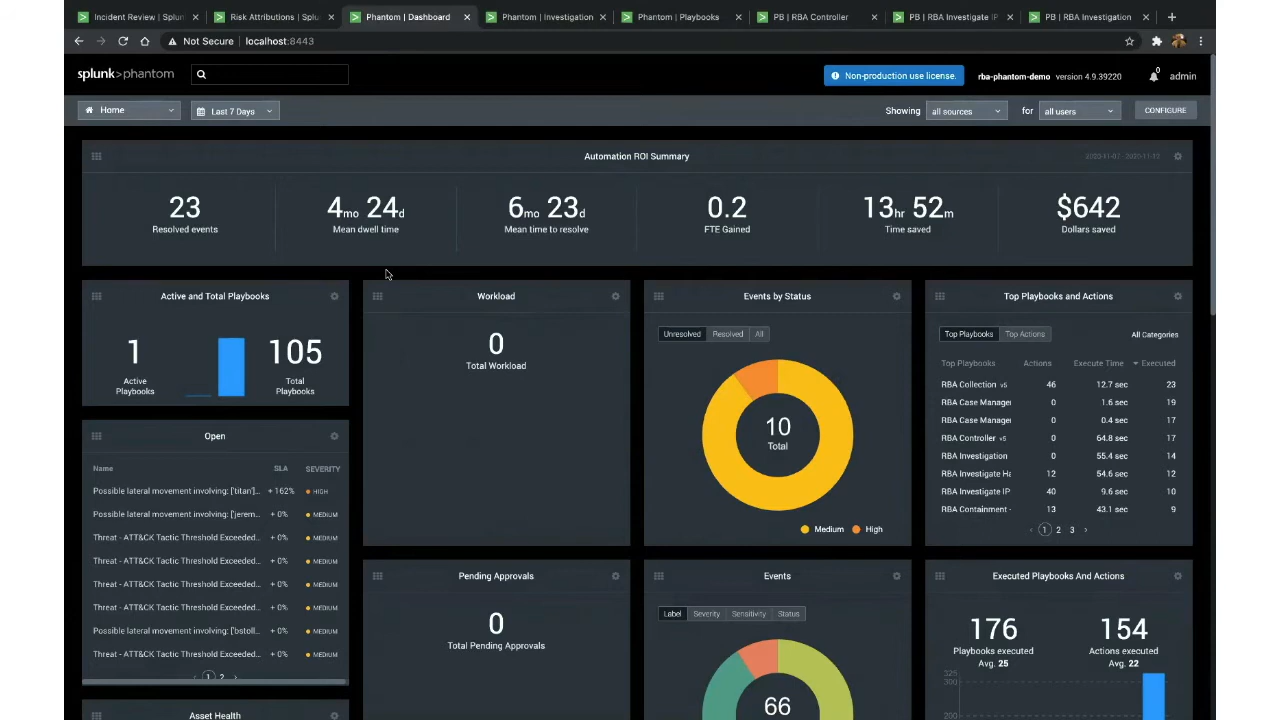 Incident Review | Splun
Risk Attributions | Splu
Phantom | Dashboard
Phantom | Investigation
Phantom | Playbooks
PB | RBA Controller
PB | RBA Investigate IP
PB | RBA Investigation
Not Secure | localhost:8443
splunk>phantom
Non-production use license.
rba-phantom-demo version 4.9.39220
0
admin
Home
Last 7 Days
Showing
all sources
for
all users
CONFIGURE
Automation ROI Summary
2020-11-07 - 2020-11-13
23
Resolved events
4mo 24d
Mean dwell time
6mo 23d
Mean time to resolve
0.2
FTE Gained
13hr 52m
Time saved
$642
Dollars saved
Active and Total Playbooks
1
Active
Playbooks
105
Total
Playbooks
Workload
0
Total Workload
Events by Status
Unresolved
Resolved
All
10
Total
Medium
High
Top Playbooks and Actions
Top Playbooks
Top Actions
All Categories
Top Playbooks Actions Execute Time Executed
RBA Collection v5 46 12.7 sec 23
RBA Case Manager 0 1.6 sec 19
RBA Case Manager 0 0.4 sec 17
RBA Controller v5 0 64.8 sec 17
RBA Investigation 0 55.4 sec 14
RBA Investigate Ha 12 54.6 sec 12
RBA Investigate IP 40 9.6 sec 10
RBA Containment - 13 43.1 sec 9
1 2 3
Open
Name SLA SEVERITY
Possible lateral movement involving: ['titan']... + 162% HIGH
Possible lateral movement involving: ['jerem... + 0% MEDIUM
Threat - ATT&CK Tactic Threshold Exceeded... + 0% MEDIUM
Threat - ATT&CK Tactic Threshold Exceeded... + 0% MEDIUM
Threat - ATT&CK Tactic Threshold Exceeded... + 0% MEDIUM
Threat - ATT&CK Tactic Threshold Exceeded... + 0% MEDIUM
Possible lateral movement involving: ['bstoll... + 0% MEDIUM
Threat - ATT&CK Tactic Threshold Exceeded... + 0% MEDIUM
1 2
Pending Approvals
0
Total Pending Approvals
Events
Label
Severity
Sensitivity
Status
66
Executed Playbooks And Actions
176
Playbooks executed
Avg. 25
154
Actions executed
Avg. 22
325
300
200
Asset Health